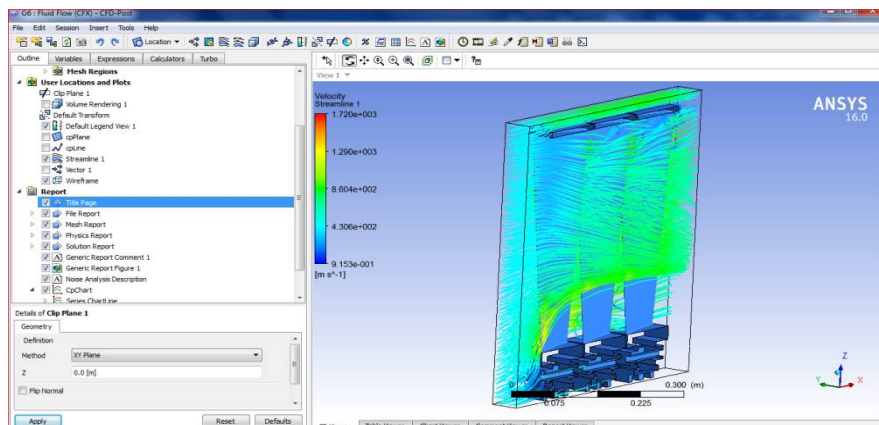 G6 : Fluid Flow (CFX) - CFD-Post
File Edit Session Insert Tools Help
Location
Outline Variables Expressions Calculators Turbo
Mesh Regions
User Locations and Plots
Clip Plane 1
Volume Rendering 1
Default Transform
Default Legend View 1
cpPlane
cpLine
Streamline 1
Vector 1
Wireframe
Report
Title Page
File Report
Mesh Report
Physics Report
Solution Report
Generic Report Comment 1
Generic Report Figure 1
Noise Analysis Description
CpChart
Series ChartLine
Details of Clip Plane 1
Geometry
Definition
Method XY Plane
Z 0.0 [m]
Flip Normal
Apply Reset Defaults
View 1
Velocity
Streamline 1
1.720e+003
1.290e+003
8.604e+002
4.306e+002
9.153e-001
[m s^-1]
ANSYS
16.0
0.300 (m)
0.075 0.225
Z
Y X